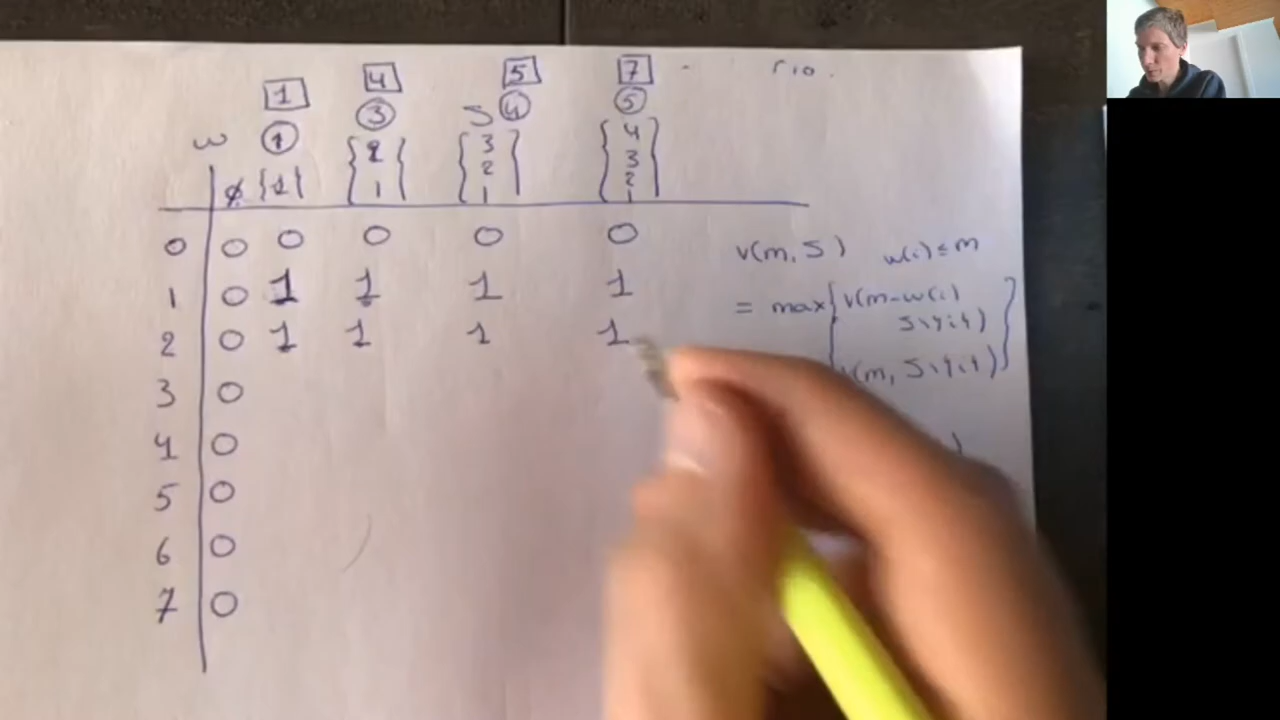 1 4 5 7 rio.
1 3 S 4 5
w
∅ {1} {2 1} {3 2 1} {4 3 2 1}
0 0 0 0 0 0
1 0 1 1 1 1
2 0 1 1 1 1
3 0
4 0
5 0
6 0
7 0
v(m, S) w(i) ≤ m
= max{ v(m-w(i)
S\{i})
v(m, S\{i}) }